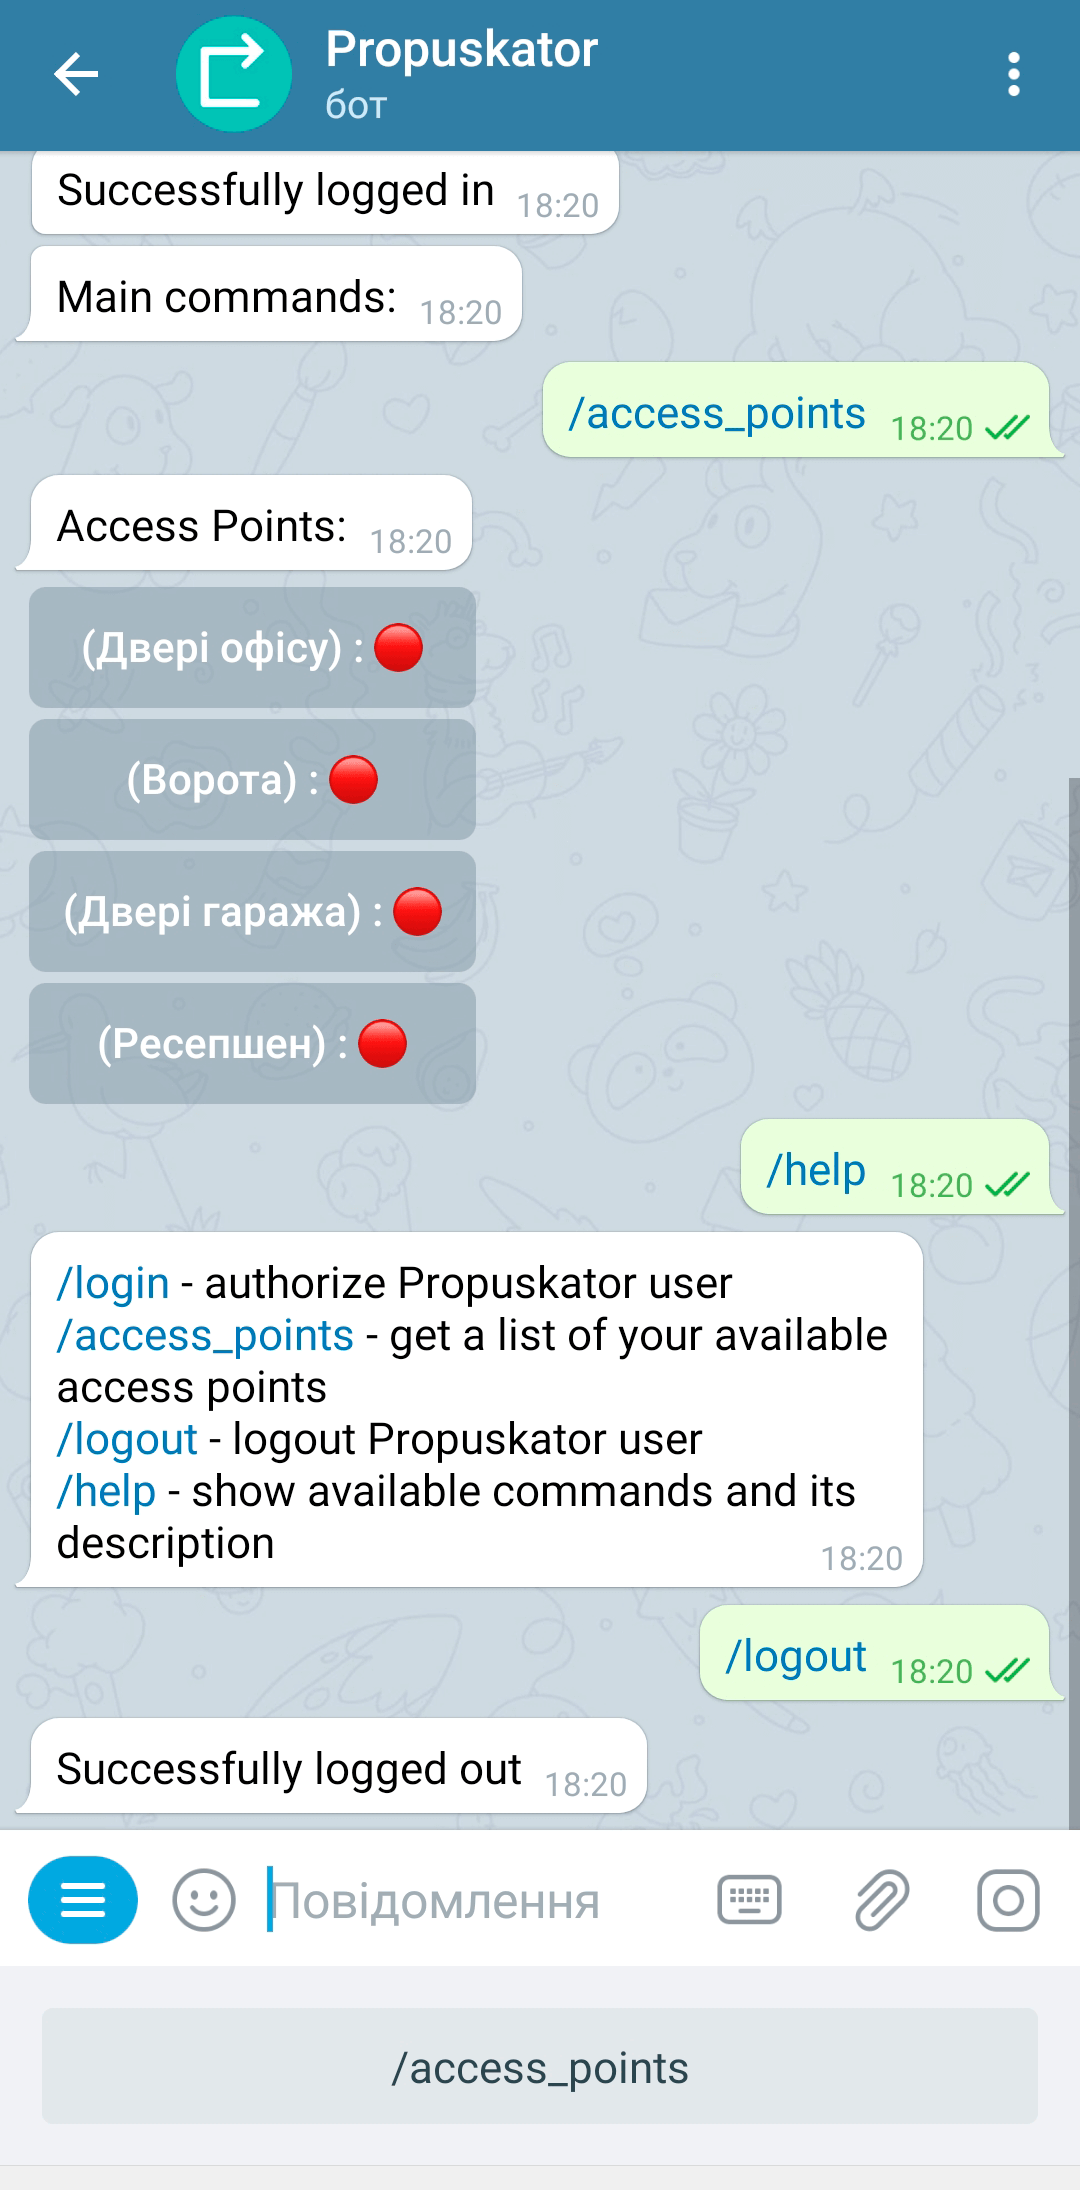 Propuskator
бот
Successfully logged in 18:20
Main commands: 18:20
/access_points 18:20
Access Points: 18:20
(Двері офісу) :
(Ворота) :
(Двері гаража) :
(Ресепшен) :
/help 18:20
/login - authorize Propuskator user
/access_points - get a list of your available
access points
/logout - logout Propuskator user
/help - show available commands and its
description 18:20
/logout 18:20
Successfully logged out 18:20
Повідомлення
/access_points